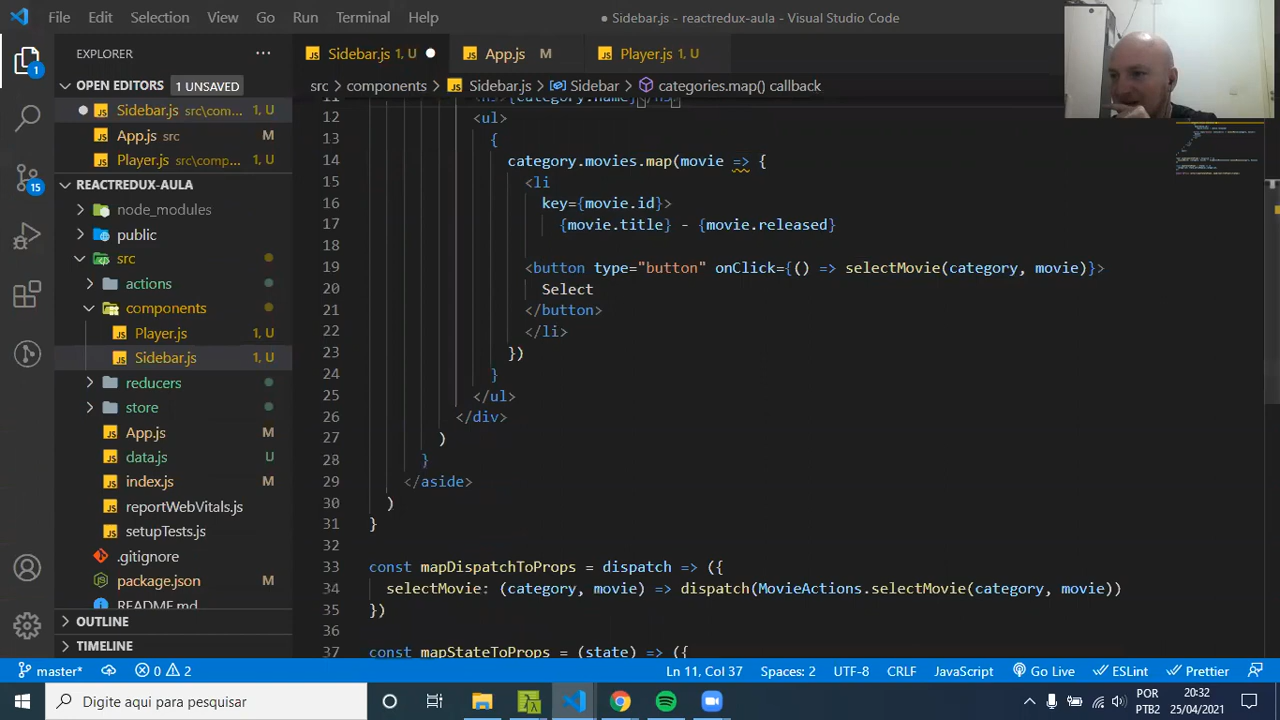 File Edit Selection View Go Run Terminal Help
● Sidebar.js - reactredux-aula - Visual Studio Code
EXPLORER ···
Sidebar.js 1, U ●
App.js M
Player.js 1, U
OPEN EDITORS 1 UNSAVED
● Sidebar.js src\com... 1, U
App.js src M
Player.js src\comp... 1, U
REACTREDUX-AULA
node_modules
public
src
actions
components
Player.js 1, U
Sidebar.js 1, U
reducers
store
App.js M
data.js U
index.js M
reportWebVitals.js
setupTests.js
.gitignore
package.json M
README.md
OUTLINE
TIMELINE
1
15
src > components > Sidebar.js > Sidebar > categories.map() callback
11 <h3>{category.name}</h3>
12 <ul>
13 {
14 category.movies.map(movie => {
15 <li
16 key={movie.id}>
17 {movie.title} - {movie.released}
18
19 <button type="button" onClick={() => selectMovie(category, movie)}>
20 Select
21 </button>
22 </li>
23 })
24 }
25 </ul>
26 </div>
27 )
28 }
29 </aside>
30 )
31 }
32
33 const mapDispatchToProps = dispatch => ({
34 selectMovie: (category, movie) => dispatch(MovieActions.selectMovie(category, movie))
35 })
36
37 const mapStateToProps = (state) => ({
master* 0 2 Ln 11, Col 37 Spaces: 2 UTF-8 CRLF JavaScript Go Live ESLint Prettier
Digite aqui para pesquisar
POR
PTB2
20:32
25/04/2021